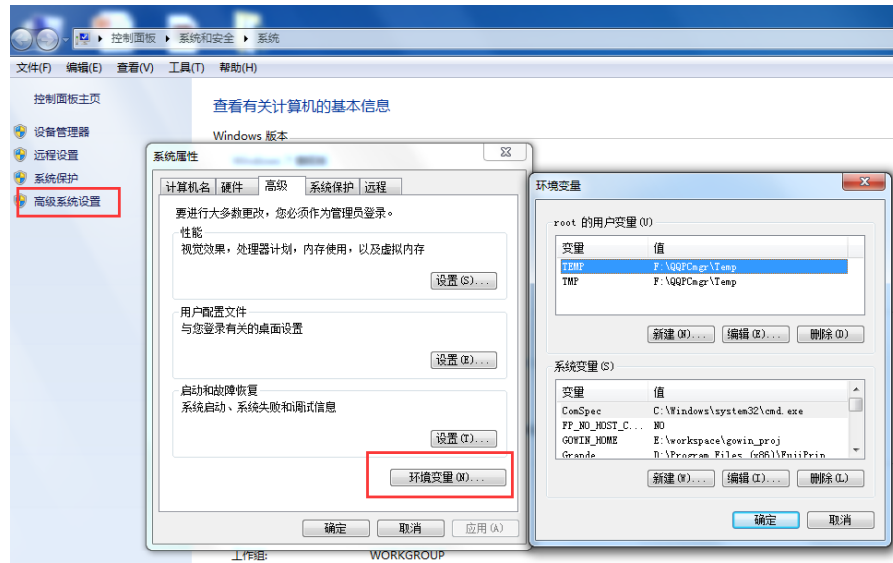 控制面板 ▸ 系统和安全 ▸ 系统
文件(F) 编辑(E) 查看(V) 工具(T) 帮助(H)
控制面板主页
设备管理器
远程设置
系统保护
高级系统设置
查看有关计算机的基本信息
Windows 版本
系统属性
计算机名 硬件 高级 系统保护 远程
要进行大多数更改，您必须作为管理员登录。
性能
视觉效果，处理器计划，内存使用，以及虚拟内存
设置(S)...
用户配置文件
与您登录有关的桌面设置
设置(E)...
启动和故障恢复
系统启动、系统失败和调试信息
设置(T)...
环境变量(N)...
确定 取消 应用(A)
工作组: WORKGROUP
环境变量
root 的用户变量(U)
变量 值
TEMP F:\QQPCmgr\Temp
TMP F:\QQPCmgr\Temp
新建(N)... 编辑(E)... 删除(D)
系统变量(S)
变量 值
ComSpec C:\Windows\system32\cmd.exe
FP_NO_HOST_C... NO
GOWIN_HOME E:\workspace\gowin_proj
Grande D:\Program Files (x86)\FujiPrin
新建(W)... 编辑(I)... 删除(L)
确定 取消